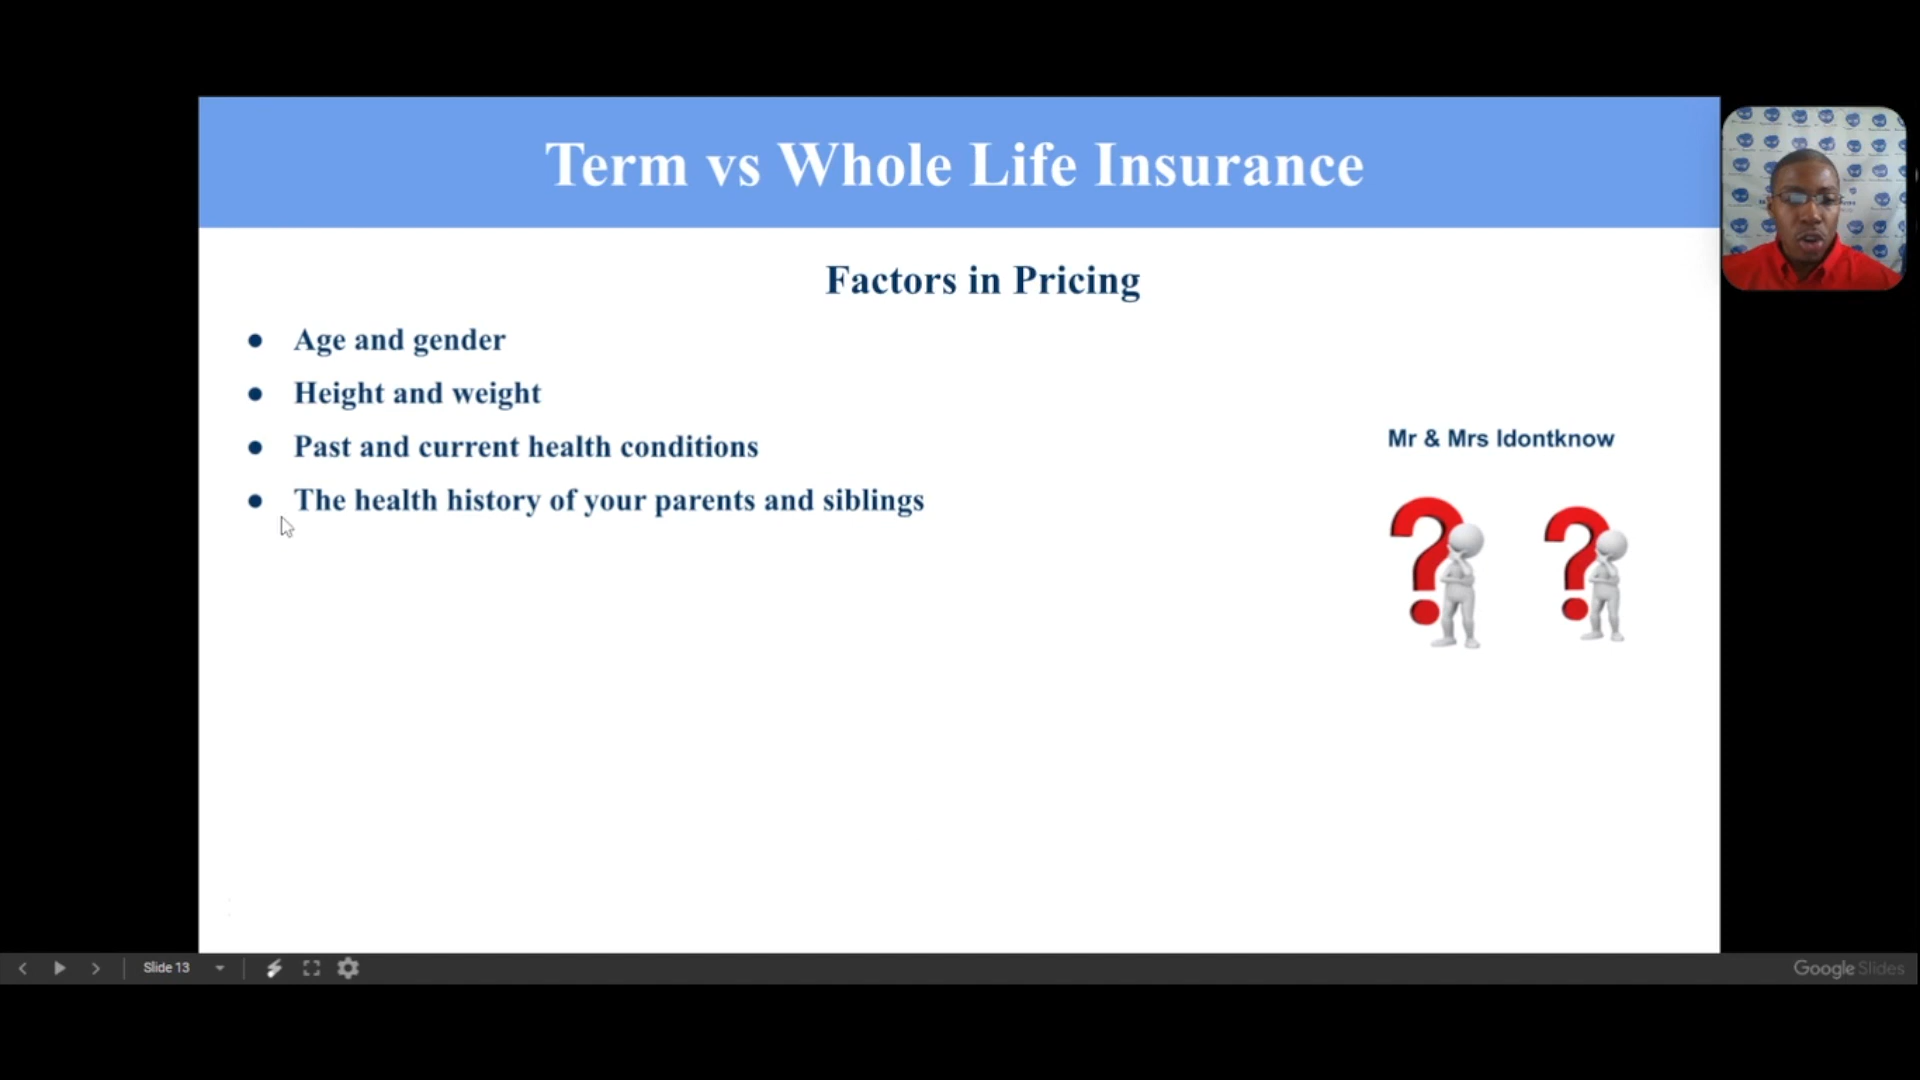 Term vs Whole Life Insurance
Factors in Pricing
● Age and gender
● Height and weight
● Past and current health conditions
● The health history of your parents and siblings
Mr & Mrs Idontknow
Slide 13
Google Slides